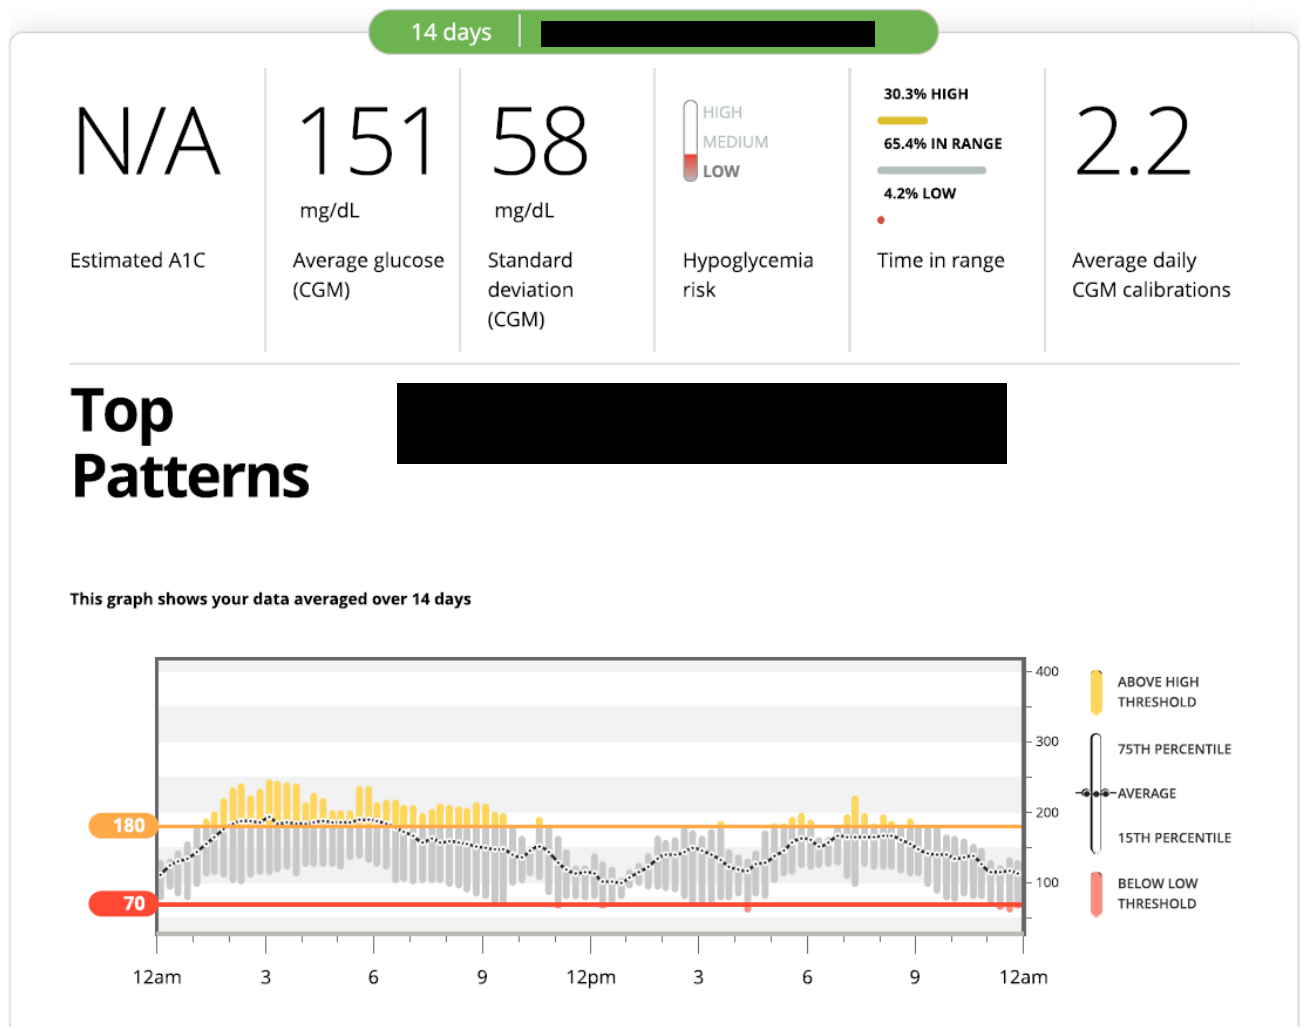 14 days
N/A
Estimated A1C
151
mg/dL
Average glucose
(CGM)
58
mg/dL
Standard
deviation
(CGM)
HIGH
MEDIUM
LOW
Hypoglycemia
risk
30.3% HIGH
65.4% IN RANGE
4.2% LOW
Time in range
2.2
Average daily
CGM calibrations
Top
Patterns
This graph shows your data averaged over 14 days
400
300
200
100
180
70
12am 3 6 9 12pm 3 6 9 12am
ABOVE HIGH
THRESHOLD
75TH PERCENTILE
AVERAGE
15TH PERCENTILE
BELOW LOW
THRESHOLD